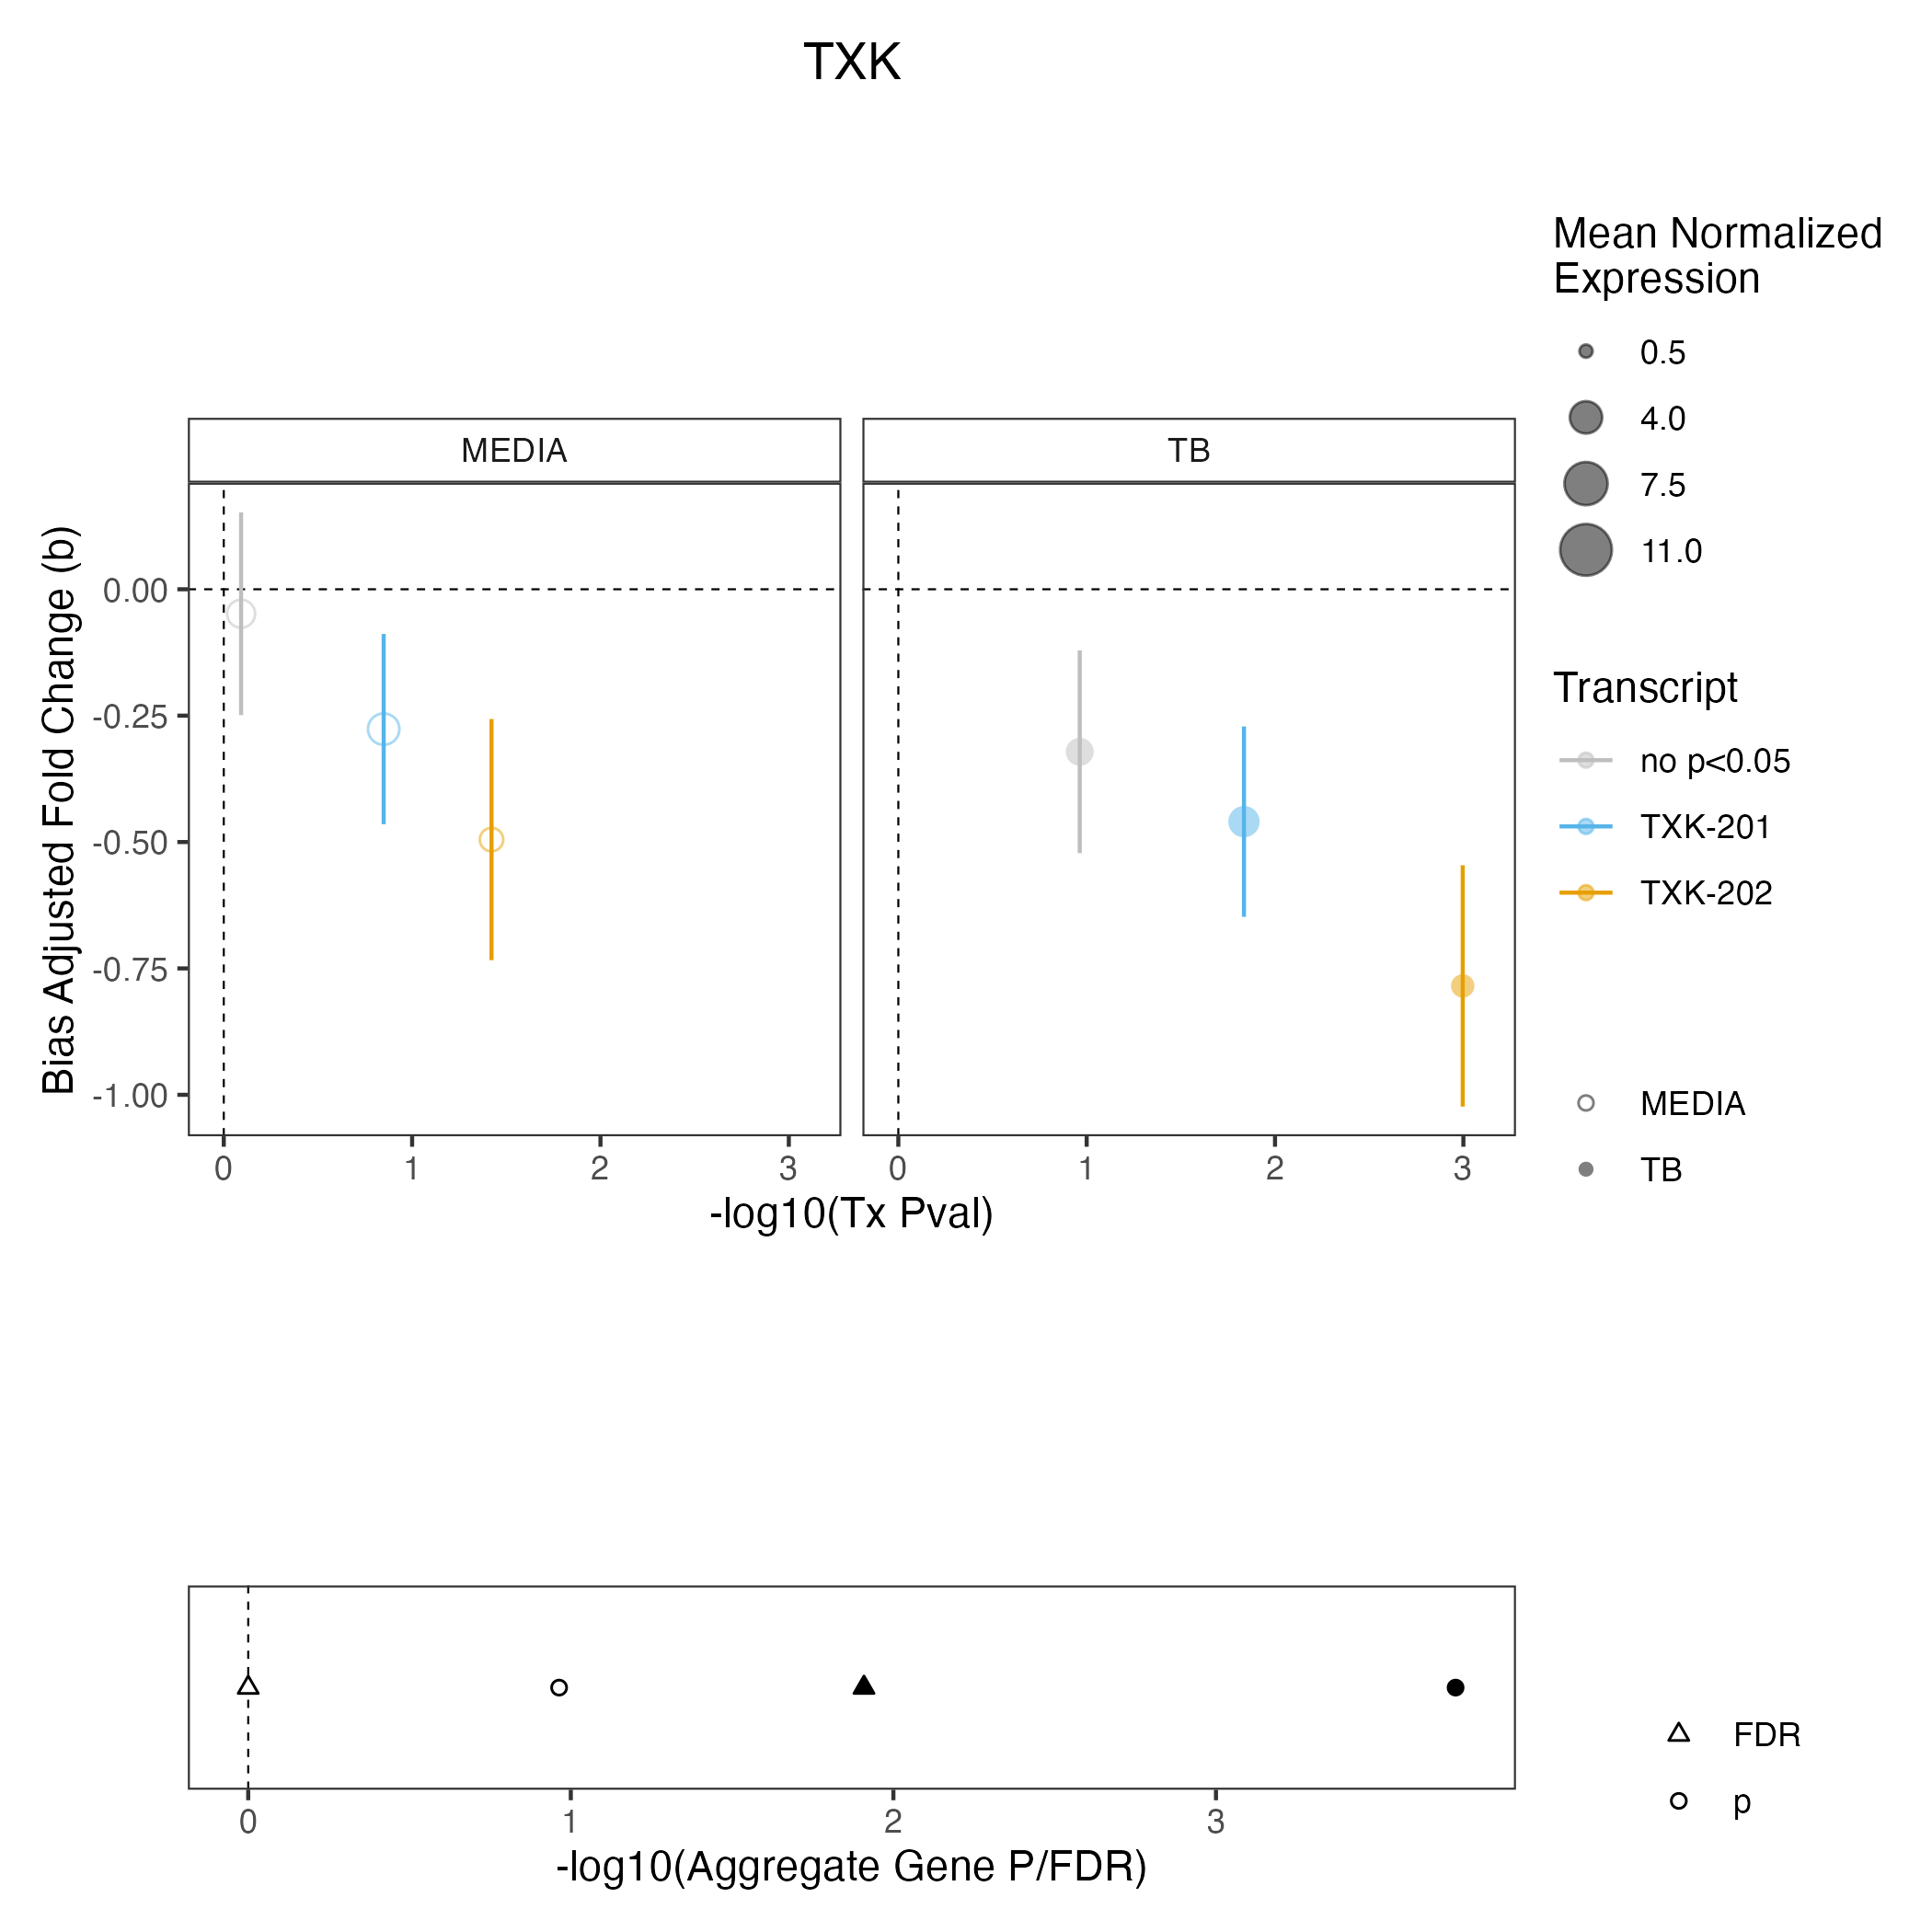 TXK
Mean Normalized
Expression
0.5
4.0
7.5
11.0
MEDIA
TB
Bias Adjusted Fold Change (b)
0.00
-0.25
-0.50
-0.75
-1.00
0 1 2 3
0 1 2 3
-log10(Tx Pval)
Transcript
no p<0.05
TXK-201
TXK-202
MEDIA
TB
0 1 2 3
-log10(Aggregate Gene P/FDR)
FDR
p